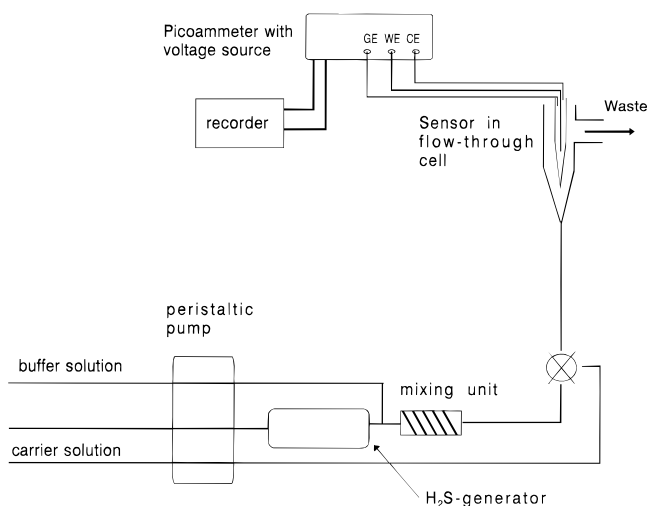 Picoammeter with
voltage source
GE WE CE
recorder
Sensor in
flow-through
cell
Waste
peristaltic
pump
buffer solution
mixing unit
carrier solution
H₂S-generator